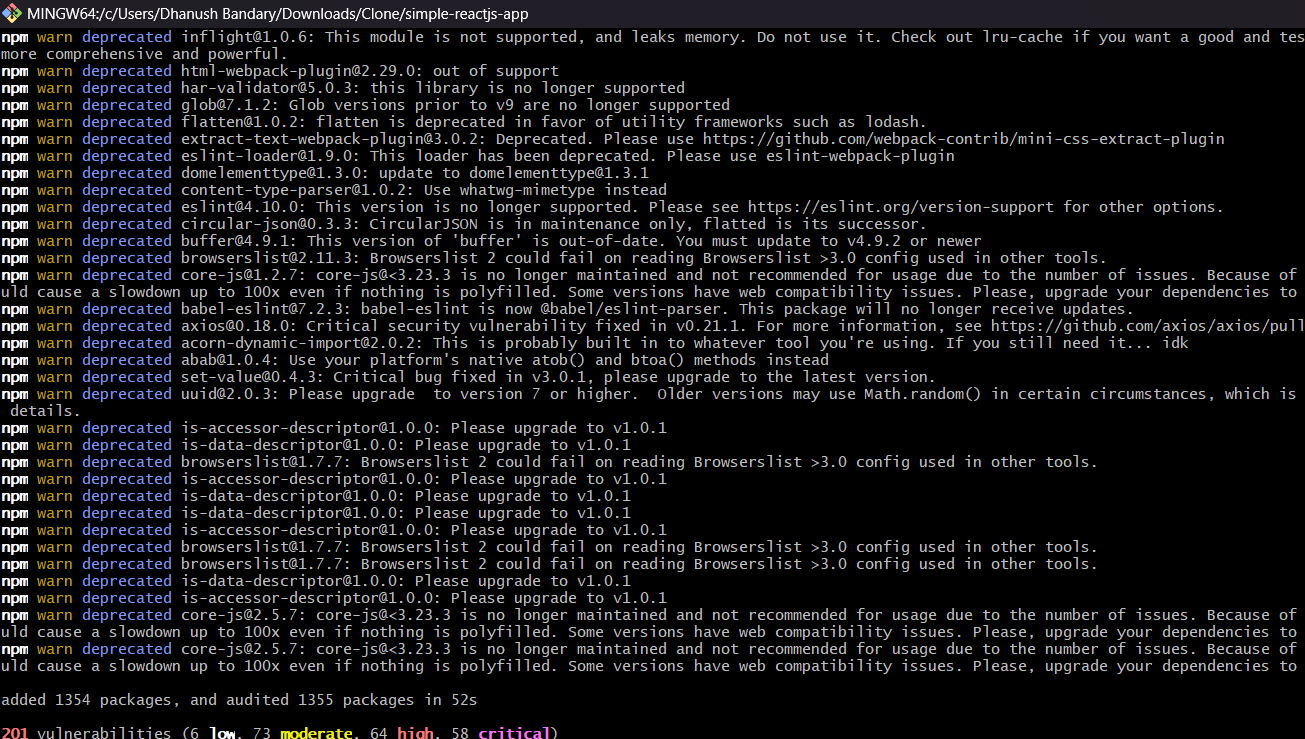 MINGW64:/c/Users/Dhanush Bandary/Downloads/Clone/simple-reactjs-app
npm warn deprecated inflight@1.0.6: This module is not supported, and leaks memory. Do not use it. Check out lru-cache if you want a good and tes
more comprehensive and powerful.
npm warn deprecated html-webpack-plugin@2.29.0: out of support
npm warn deprecated har-validator@5.0.3: this library is no longer supported
npm warn deprecated glob@7.1.2: Glob versions prior to v9 are no longer supported
npm warn deprecated flatten@1.0.2: flatten is deprecated in favor of utility frameworks such as lodash.
npm warn deprecated extract-text-webpack-plugin@3.0.2: Deprecated. Please use https://github.com/webpack-contrib/mini-css-extract-plugin
npm warn deprecated eslint-loader@1.9.0: This loader has been deprecated. Please use eslint-webpack-plugin
npm warn deprecated domelementtype@1.3.0: update to domelementtype@1.3.1
npm warn deprecated content-type-parser@1.0.2: Use whatwg-mimetype instead
npm warn deprecated eslint@4.10.0: This version is no longer supported. Please see https://eslint.org/version-support for other options.
npm warn deprecated circular-json@0.3.3: CircularJSON is in maintenance only, flatted is its successor.
npm warn deprecated buffer@4.9.1: This version of 'buffer' is out-of-date. You must update to v4.9.2 or newer
npm warn deprecated browserslist@2.11.3: Browserslist 2 could fail on reading Browserslist >3.0 config used in other tools.
npm warn deprecated core-js@1.2.7: core-js@<3.23.3 is no longer maintained and not recommended for usage due to the number of issues. Because of
uld cause a slowdown up to 100x even if nothing is polyfilled. Some versions have web compatibility issues. Please, upgrade your dependencies to
npm warn deprecated babel-eslint@7.2.3: babel-eslint is now @babel/eslint-parser. This package will no longer receive updates.
npm warn deprecated axios@0.18.0: Critical security vulnerability fixed in v0.21.1. For more information, see https://github.com/axios/axios/pull
npm warn deprecated acorn-dynamic-import@2.0.2: This is probably built in to whatever tool you're using. If you still need it... idk
npm warn deprecated abab@1.0.4: Use your platform's native atob() and btoa() methods instead
npm warn deprecated set-value@0.4.3: Critical bug fixed in v3.0.1, please upgrade to the latest version.
npm warn deprecated uuid@2.0.3: Please upgrade  to version 7 or higher.  Older versions may use Math.random() in certain circumstances, which is
 details.
npm warn deprecated is-accessor-descriptor@1.0.0: Please upgrade to v1.0.1
npm warn deprecated is-data-descriptor@1.0.0: Please upgrade to v1.0.1
npm warn deprecated browserslist@1.7.7: Browserslist 2 could fail on reading Browserslist >3.0 config used in other tools.
npm warn deprecated is-accessor-descriptor@1.0.0: Please upgrade to v1.0.1
npm warn deprecated is-data-descriptor@1.0.0: Please upgrade to v1.0.1
npm warn deprecated is-data-descriptor@1.0.0: Please upgrade to v1.0.1
npm warn deprecated is-accessor-descriptor@1.0.0: Please upgrade to v1.0.1
npm warn deprecated browserslist@1.7.7: Browserslist 2 could fail on reading Browserslist >3.0 config used in other tools.
npm warn deprecated browserslist@1.7.7: Browserslist 2 could fail on reading Browserslist >3.0 config used in other tools.
npm warn deprecated is-data-descriptor@1.0.0: Please upgrade to v1.0.1
npm warn deprecated is-accessor-descriptor@1.0.0: Please upgrade to v1.0.1
npm warn deprecated core-js@2.5.7: core-js@<3.23.3 is no longer maintained and not recommended for usage due to the number of issues. Because of
uld cause a slowdown up to 100x even if nothing is polyfilled. Some versions have web compatibility issues. Please, upgrade your dependencies to
npm warn deprecated core-js@2.5.7: core-js@<3.23.3 is no longer maintained and not recommended for usage due to the number of issues. Because of
uld cause a slowdown up to 100x even if nothing is polyfilled. Some versions have web compatibility issues. Please, upgrade your dependencies to
added 1354 packages, and audited 1355 packages in 52s
201 vulnerabilities (6 low, 73 moderate, 64 high, 58 critical)